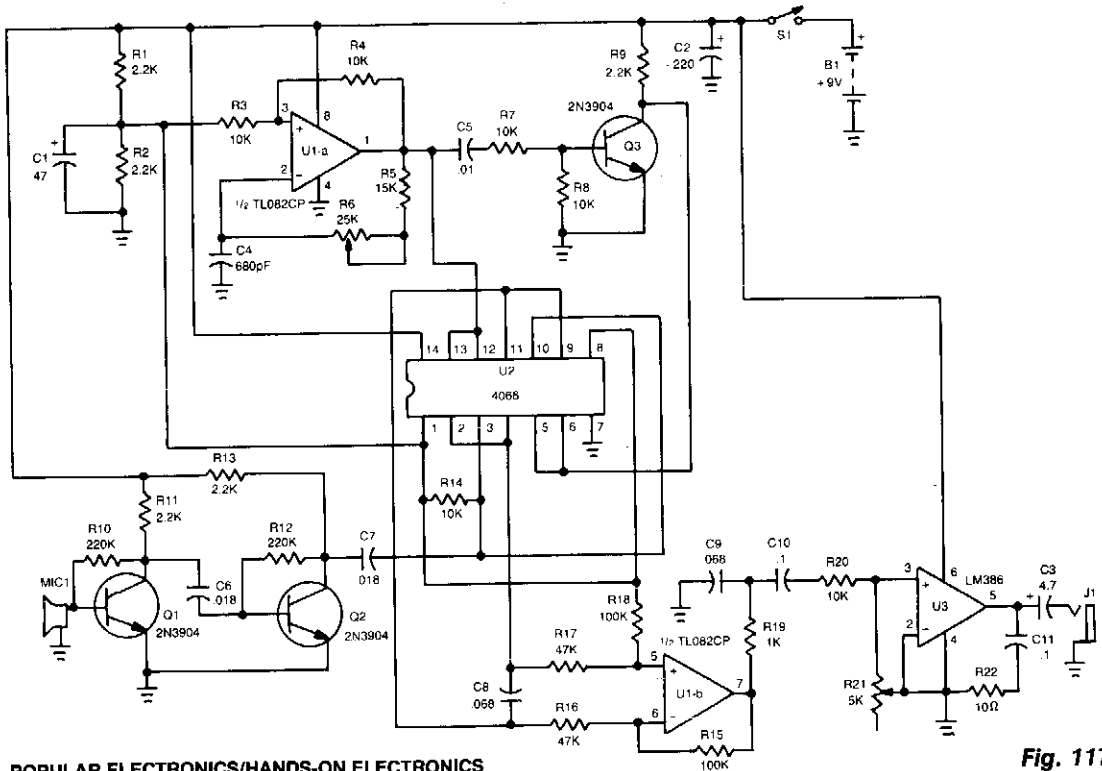 R1
2.2K
R4
10K
R9
2.2K
C2
220
+
S1
+
B1
+9V
2N3904
R3
10K
3
8
+
U1-a
1
2
-
4
C5
.01
R7
10K
Q3
+
C1
47
R2
2.2K
R5
15K
R8
10K
1/2 TL082CP
R6
25K
C4
680pF
14
13
12
11
10
9
8
U2
4066
1
2
3
5
6
7
R13
2.2K
R11
2.2K
R14
10K
R10
220K
R12
220K
C7
018
MIC1
C6
.018
Q1
2N3904
Q2
2N3904
C9
068
C10
.1
R20
10K
3
+
6
LM386
U3
5
2
-
4
C3
4.7
+
J1
R18
100K
1/2 TL082CP
R19
1K
R17
47K
5
+
U1-b
7
C11
.1
R21
5K
R22
10Ω
C8
.068
R16
47K
6
-
R15
100K
POPULAR ELECTRONICS/HANDS-ON ELECTRONICS
Fig. 117